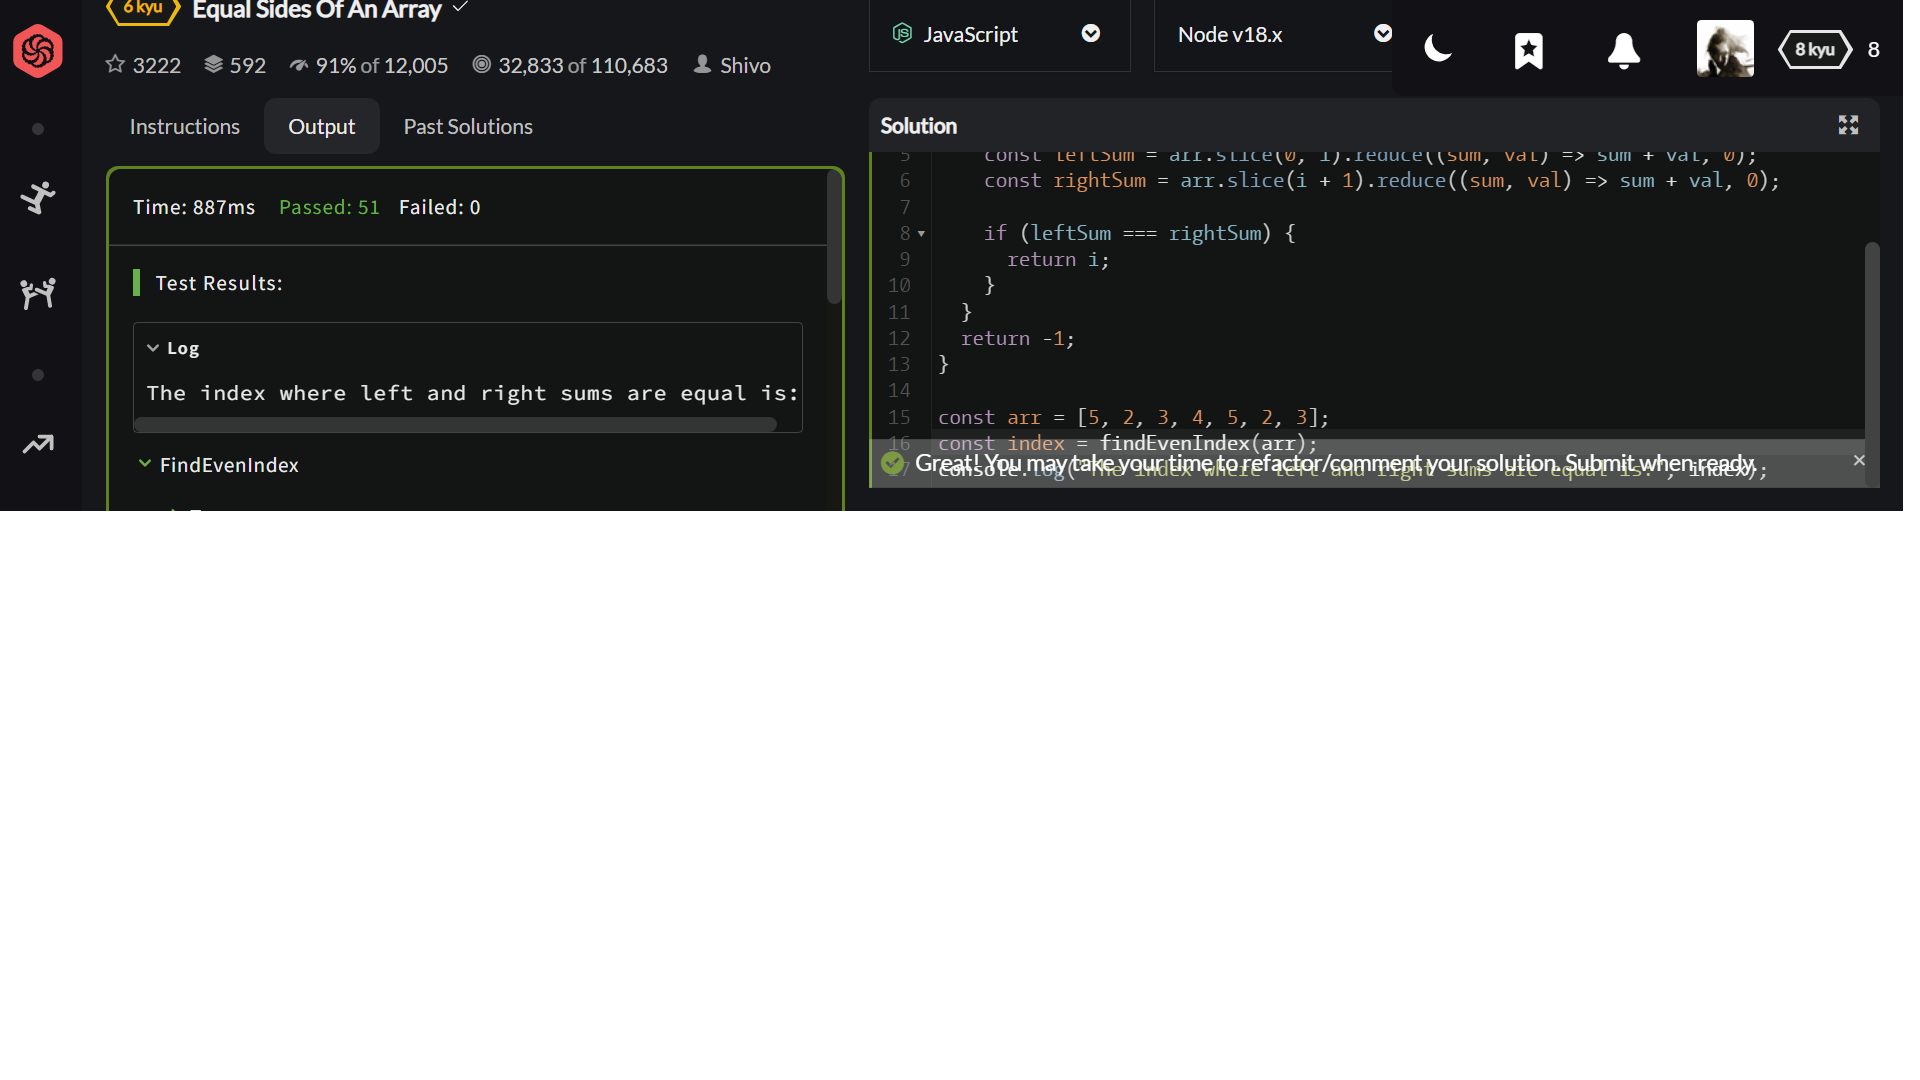 6 kyu Equal Sides Of An Array
3222 592 91% of 12,005 32,833 of 110,683 Shivo
JavaScript
Node v18.x
8 kyu 8
Instructions Output Past Solutions
Time: 887ms Passed: 51 Failed: 0
Test Results:
Log
The index where left and right sums are equal is:
FindEvenIndex
Solution
5 const leftSum = arr.slice(0, i).reduce((sum, val) => sum + val, 0);
6 const rightSum = arr.slice(i + 1).reduce((sum, val) => sum + val, 0);
7
8 if (leftSum === rightSum) {
9 return i;
10 }
11 }
12 return -1;
13 }
14
15 const arr = [5, 2, 3, 4, 5, 2, 3];
16 const index = findEvenIndex(arr);
Great! You may take your time to refactor/comment your solution. Submit when ready.
17 console.log("The index where left and right sums are equal is:", index);